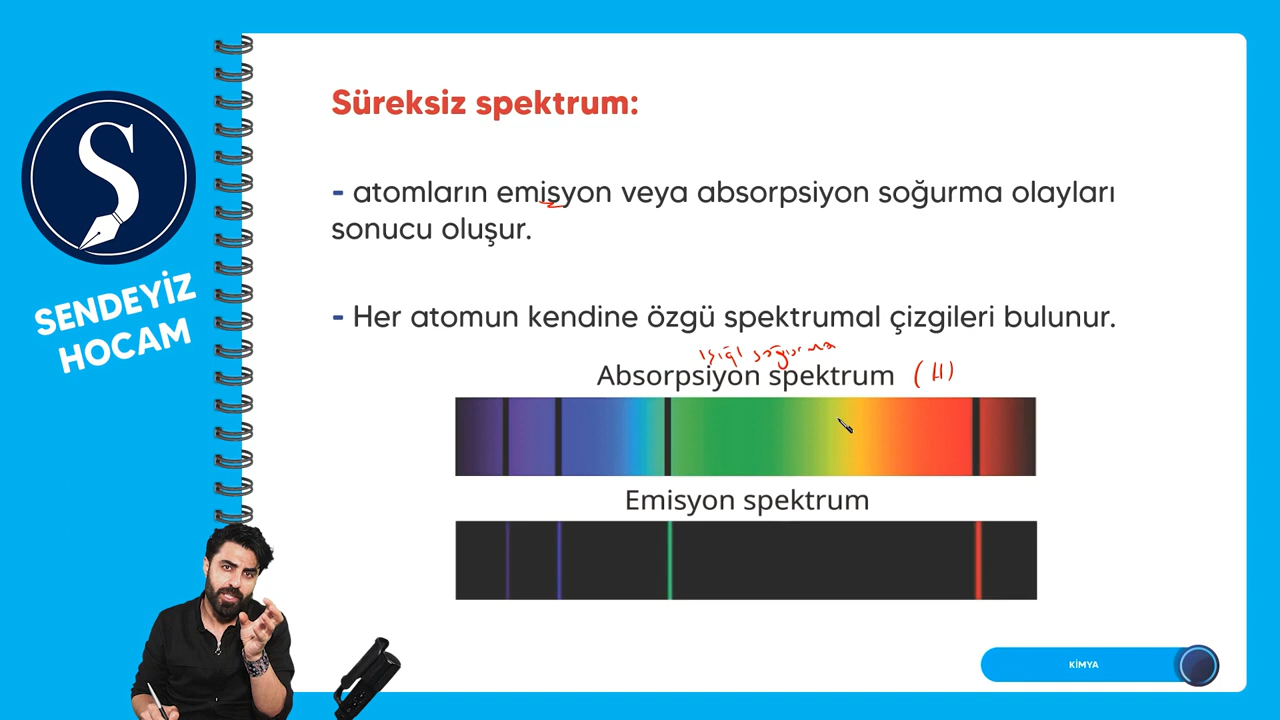 S
SENDEYİZ
HOCAM
Süreksiz spektrum:
- atomların emisyon veya absorpsiyon soğurma olayları
sonucu oluşur.
- Her atomun kendine özgü spektrumal çizgileri bulunur.
ışığı soğurma
Absorpsiyon spektrum (H)
Emisyon spektrum
KİMYA